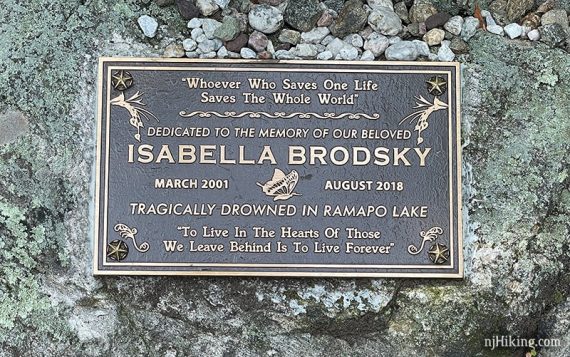 "Whoever Who Saves One Life
Saves The Whole World"
DEDICATED TO THE MEMORY OF OUR BELOVED
ISABELLA BRODSKY
MARCH 2001 AUGUST 2018
TRAGICALLY DROWNED IN RAMAPO LAKE
"To Live In The Hearts Of Those
We Leave Behind Is To Live Forever"
njHiking.com